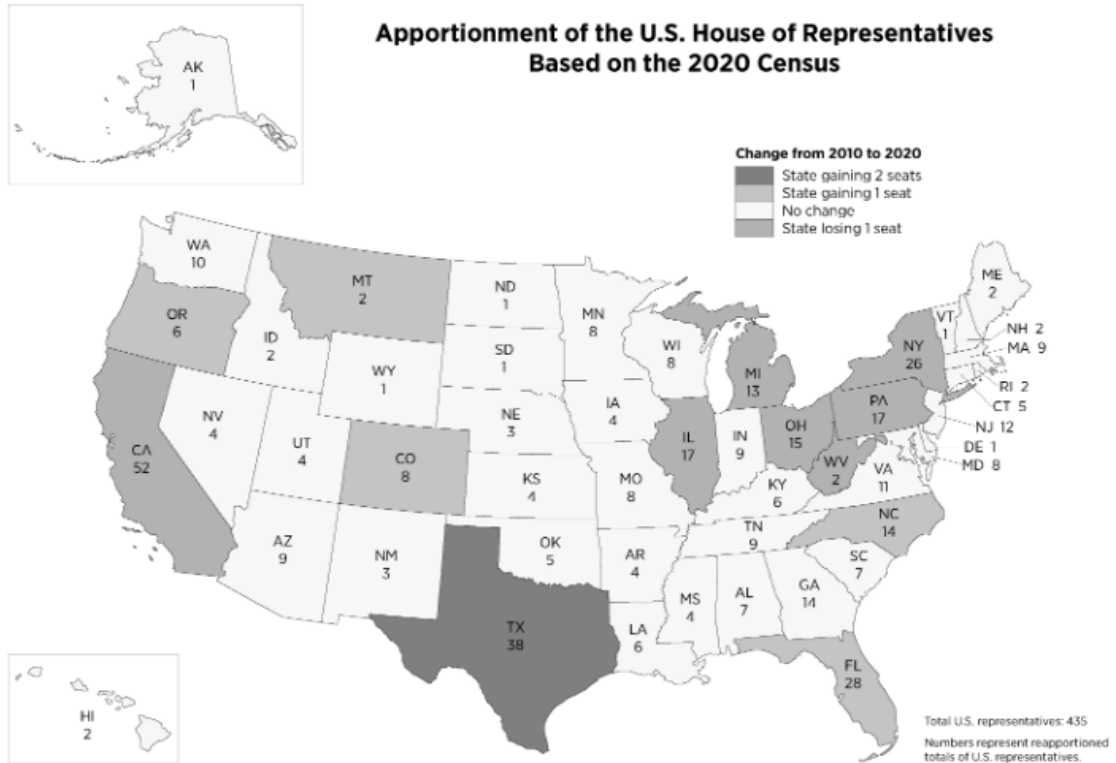 Apportionment of the U.S. House of Representatives
Based on the 2020 Census
AK
1
Change from 2010 to 2020
State gaining 2 seats
State gaining 1 seat
No change
State losing 1 seat
WA
10
MT
2
ND
1
MN
8
ME
2
VT
1
NH 2
MA 9
OR
6
ID
2
SD
1
WI
8
NY
26
MI
13
WY
1
RI 2
CT 5
PA
17
NJ 12
NE
3
IA
4
NV
4
UT
4
CO
8
IL
17
IN
9
OH
15
DE 1
MD 8
CA
52
WV
2
VA
11
KS
4
MO
8
KY
6
NC
14
TN
9
AZ
9
NM
3
OK
5
AR
4
SC
7
MS
4
AL
7
GA
14
TX
38
LA
6
FL
28
HI
2
Total U.S. representatives: 435
Numbers represent reapportioned
totals of U.S. representatives.